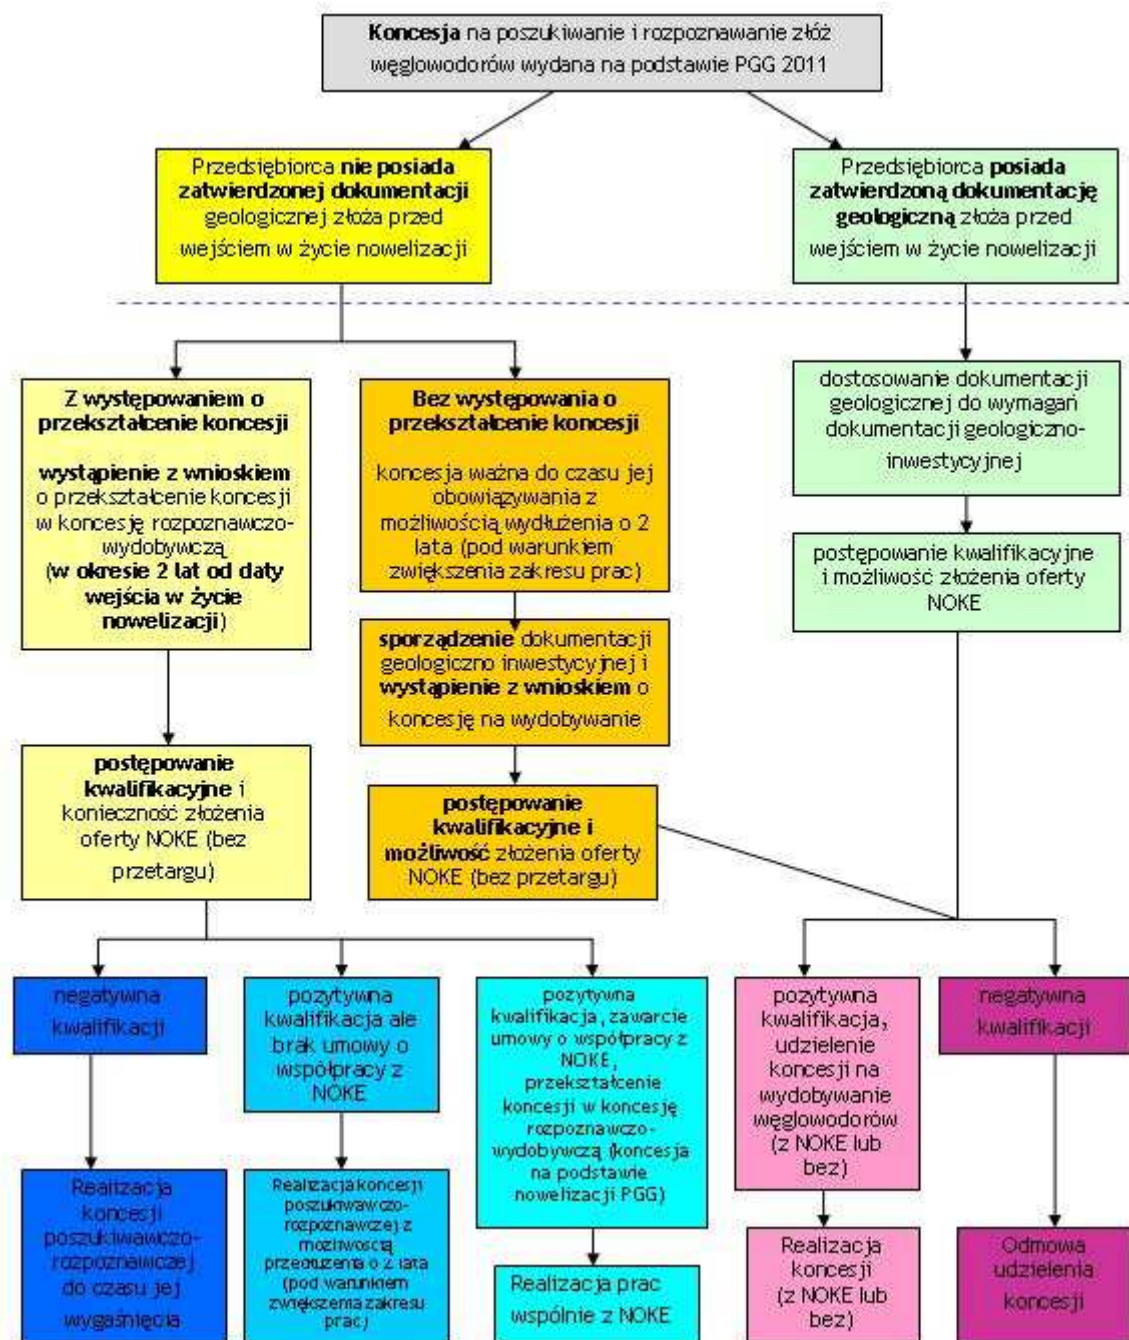 Koncesja na poszukiwanie i rozpoznawanie złóż
węglowodorów wydana na podstawie PGG 2011
Przedsiębiorca nie posiada
zatwierdzonej dokumentacji
geologicznej złoża przed
wejściem w życie nowelizacji
Przedsiębiorca posiada
zatwierdzoną dokumentację
geologiczną złoża przed
wejściem w życie nowelizacji
Z występowaniem o
przekształcenie koncesji
wystąpienie z wnioskiem
o przekształcenie koncesji
w koncesję rozpoznawczo-
wydobywczą
(w okresie 2 lat od daty
wejścia w życie
nowelizacji)
Bez występowania o
przekształcenie koncesji
koncesja ważna do czasu jej
obowiązywania z
możliwością wydłużenia o 2
lata (pod warunkiem
zwiększenia zakresu prac)
dostosowanie dokumentacji
geologicznej do wymagań
dokumentacji geologiczno-
inwestycyjnej
postępowanie kwalifikacyjne
i możliwość złożenia oferty
NOKE
sporządzenie dokumentacji
geologiczno inwestycyjnej i
wystąpienie z wnioskiem o
koncesję na wydobywanie
postępowanie
kwalifikacyjne i
konieczność złożenia
oferty NOKE (bez
przetargu)
postępowanie
kwalifikacyjne i
możliwość złożenia oferty
NOKE (bez przetargu)
negatywna
kwalifikacji
pozytywna
kwalifikacja ale
brak umowy o
współpracy z
NOKE
pozytywna
kwalifikacja, zawarcie
umowy o współpracy z
NOKE,
przekształcenie
koncesji w koncesję
rozpoznawczo-
wydobywczą (koncesja
na podstawie
nowelizacji PGG)
pozytywna
kwalifikacja,
udzielenie
koncesji na
wydobywanie
węglowodorów
(z NOKE lub
bez)
negatywna
kwalifikacji
Realizacja
koncesji
poszukiwawczo-
rozpoznawczej
do czasu jej
wygaśnięcia
Realizacja koncesji
poszukiwawczo-
rozpoznawczej z
możliwością
przedłużenia o 2 lata
(pod warunkiem
zwiększenia zakresu
prac)
Realizacja prac
wspólnie z NOKE
Realizacja
koncesji
(z NOKE lub
bez)
Odmowa
udzielenia
koncesji